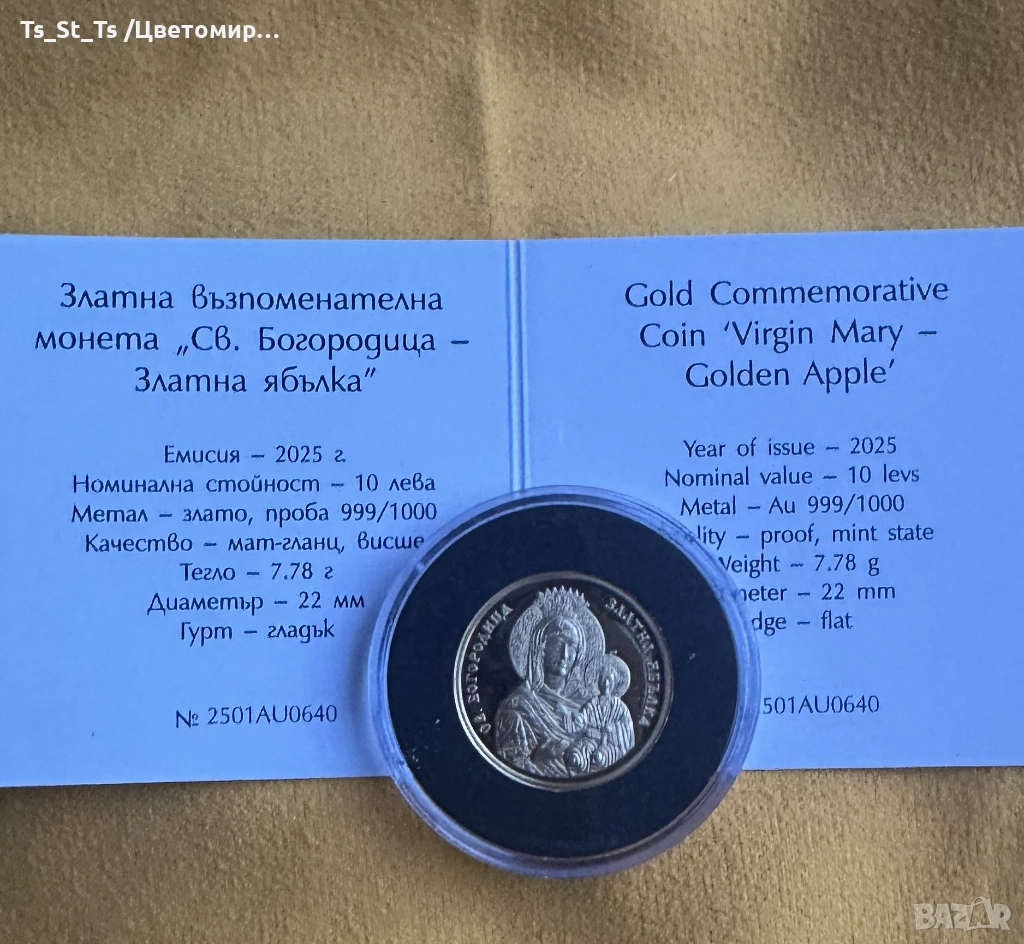 Ts_St_Ts /Цветомир...
Златна възпоменателна
монета „Св. Богородица –
Златна ябълка”
Емисия – 2025 г.
Номинална стойност – 10 лева
Метал – злато, проба 999/1000
Качество – мат-гланц, висше
Тегло – 7.78 г
Диаметър – 22 мм
Гурт – гладък
№ 2501AU0640
Gold Commemorative
Coin ‘Virgin Mary –
Golden Apple’
Year of issue – 2025
Nominal value – 10 levs
Metal – Au 999/1000
lity – proof, mint state
Weight – 7.78 g
meter – 22 mm
dge – flat
501AU0640
СВ. БОГОРОДИЦА
ЗЛАТНА ЯБЪЛКА
BAZAR